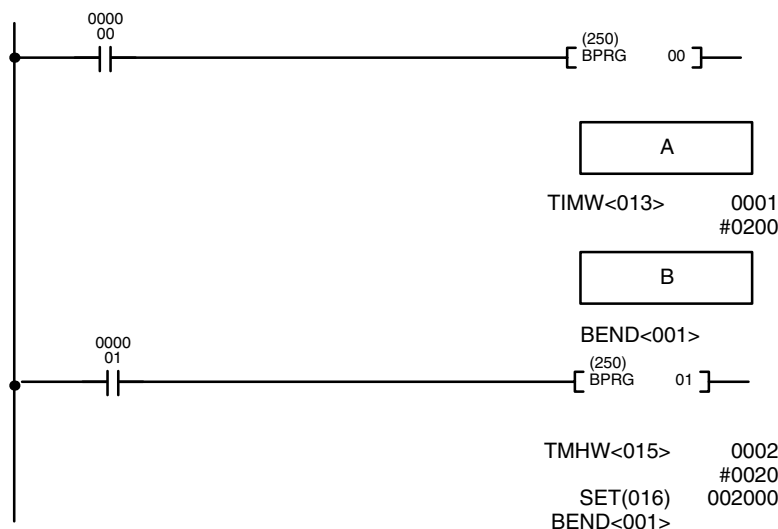 0000
00
(250)
BPRG 00
A
TIMW<013> 0001
#0200
B
BEND<001>
0000
01
(250)
BPRG 01
TMHW<015> 0002
#0020
SET(016) 002000
BEND<001>